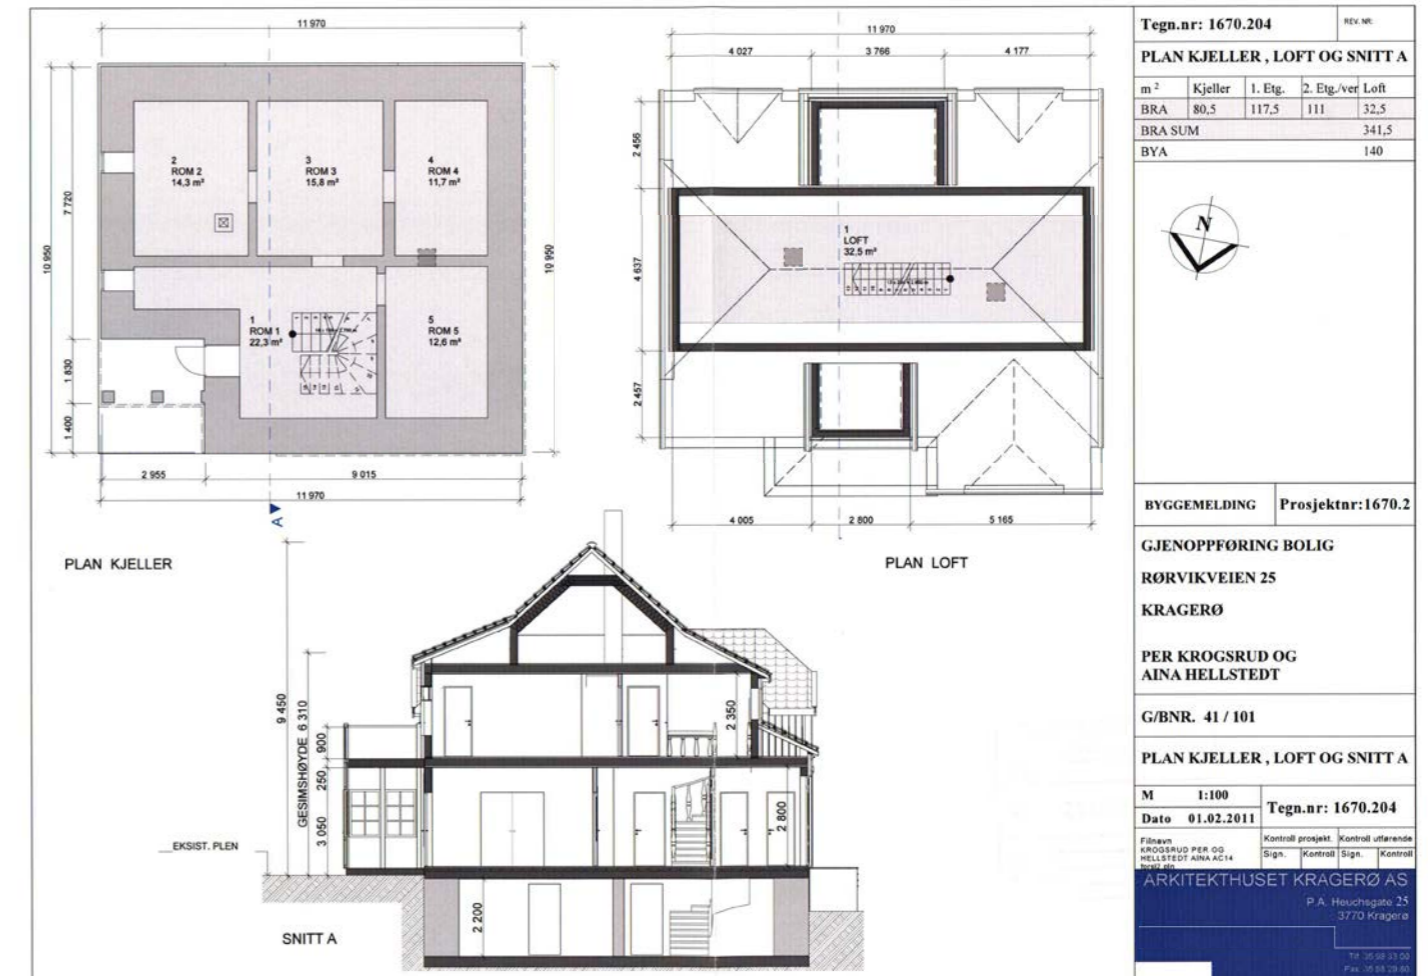 11 970
10 950
7 720
1 830
1 400
2
ROM 2
14,3 m²
3
ROM 3
15,8 m²
4
ROM 4
11,7 m²
1
ROM 1
22,3 m²
5
ROM 5
12,6 m²
10 950
2 955
9 015
11 970
A
PLAN KJELLER
11 970
4 027
3 766
4 177
2 456
4 637
2 457
1
LOFT
32,5 m²
4 005
2 800
5 165
PLAN LOFT
9 450
GESIMSHØYDE 6 310
900
250
3 050
2 350
2 800
2 200
EKSIST. PLEN
SNITT A
Tegn.nr: 1670.204
REV. NR:
PLAN KJELLER , LOFT OG SNITT A
m ² Kjeller 1. Etg. 2. Etg./ver Loft
BRA 80,5 117,5 111 32,5
BRA SUM 341,5
BYA 140
N
BYGGEMELDING Prosjektnr:1670.2
GJENOPPFØRING BOLIG
RØRVIKVEIEN 25
KRAGERØ
PER KROGSRUD OG
AINA HELLSTEDT
G/BNR. 41 / 101
PLAN KJELLER , LOFT OG SNITT A
M 1:100
Dato 01.02.2011
Tegn.nr: 1670.204
Filnavn
KROGSRUD PER OG
HELLSTEDT AINA AC14
Kontroll prosjekt. Kontroll utførende
Sign. Kontroll Sign. Kontroll
ARKITEKTHUSET KRAGERØ AS
P.A. Heuchsgate 25
3770 Kragerø